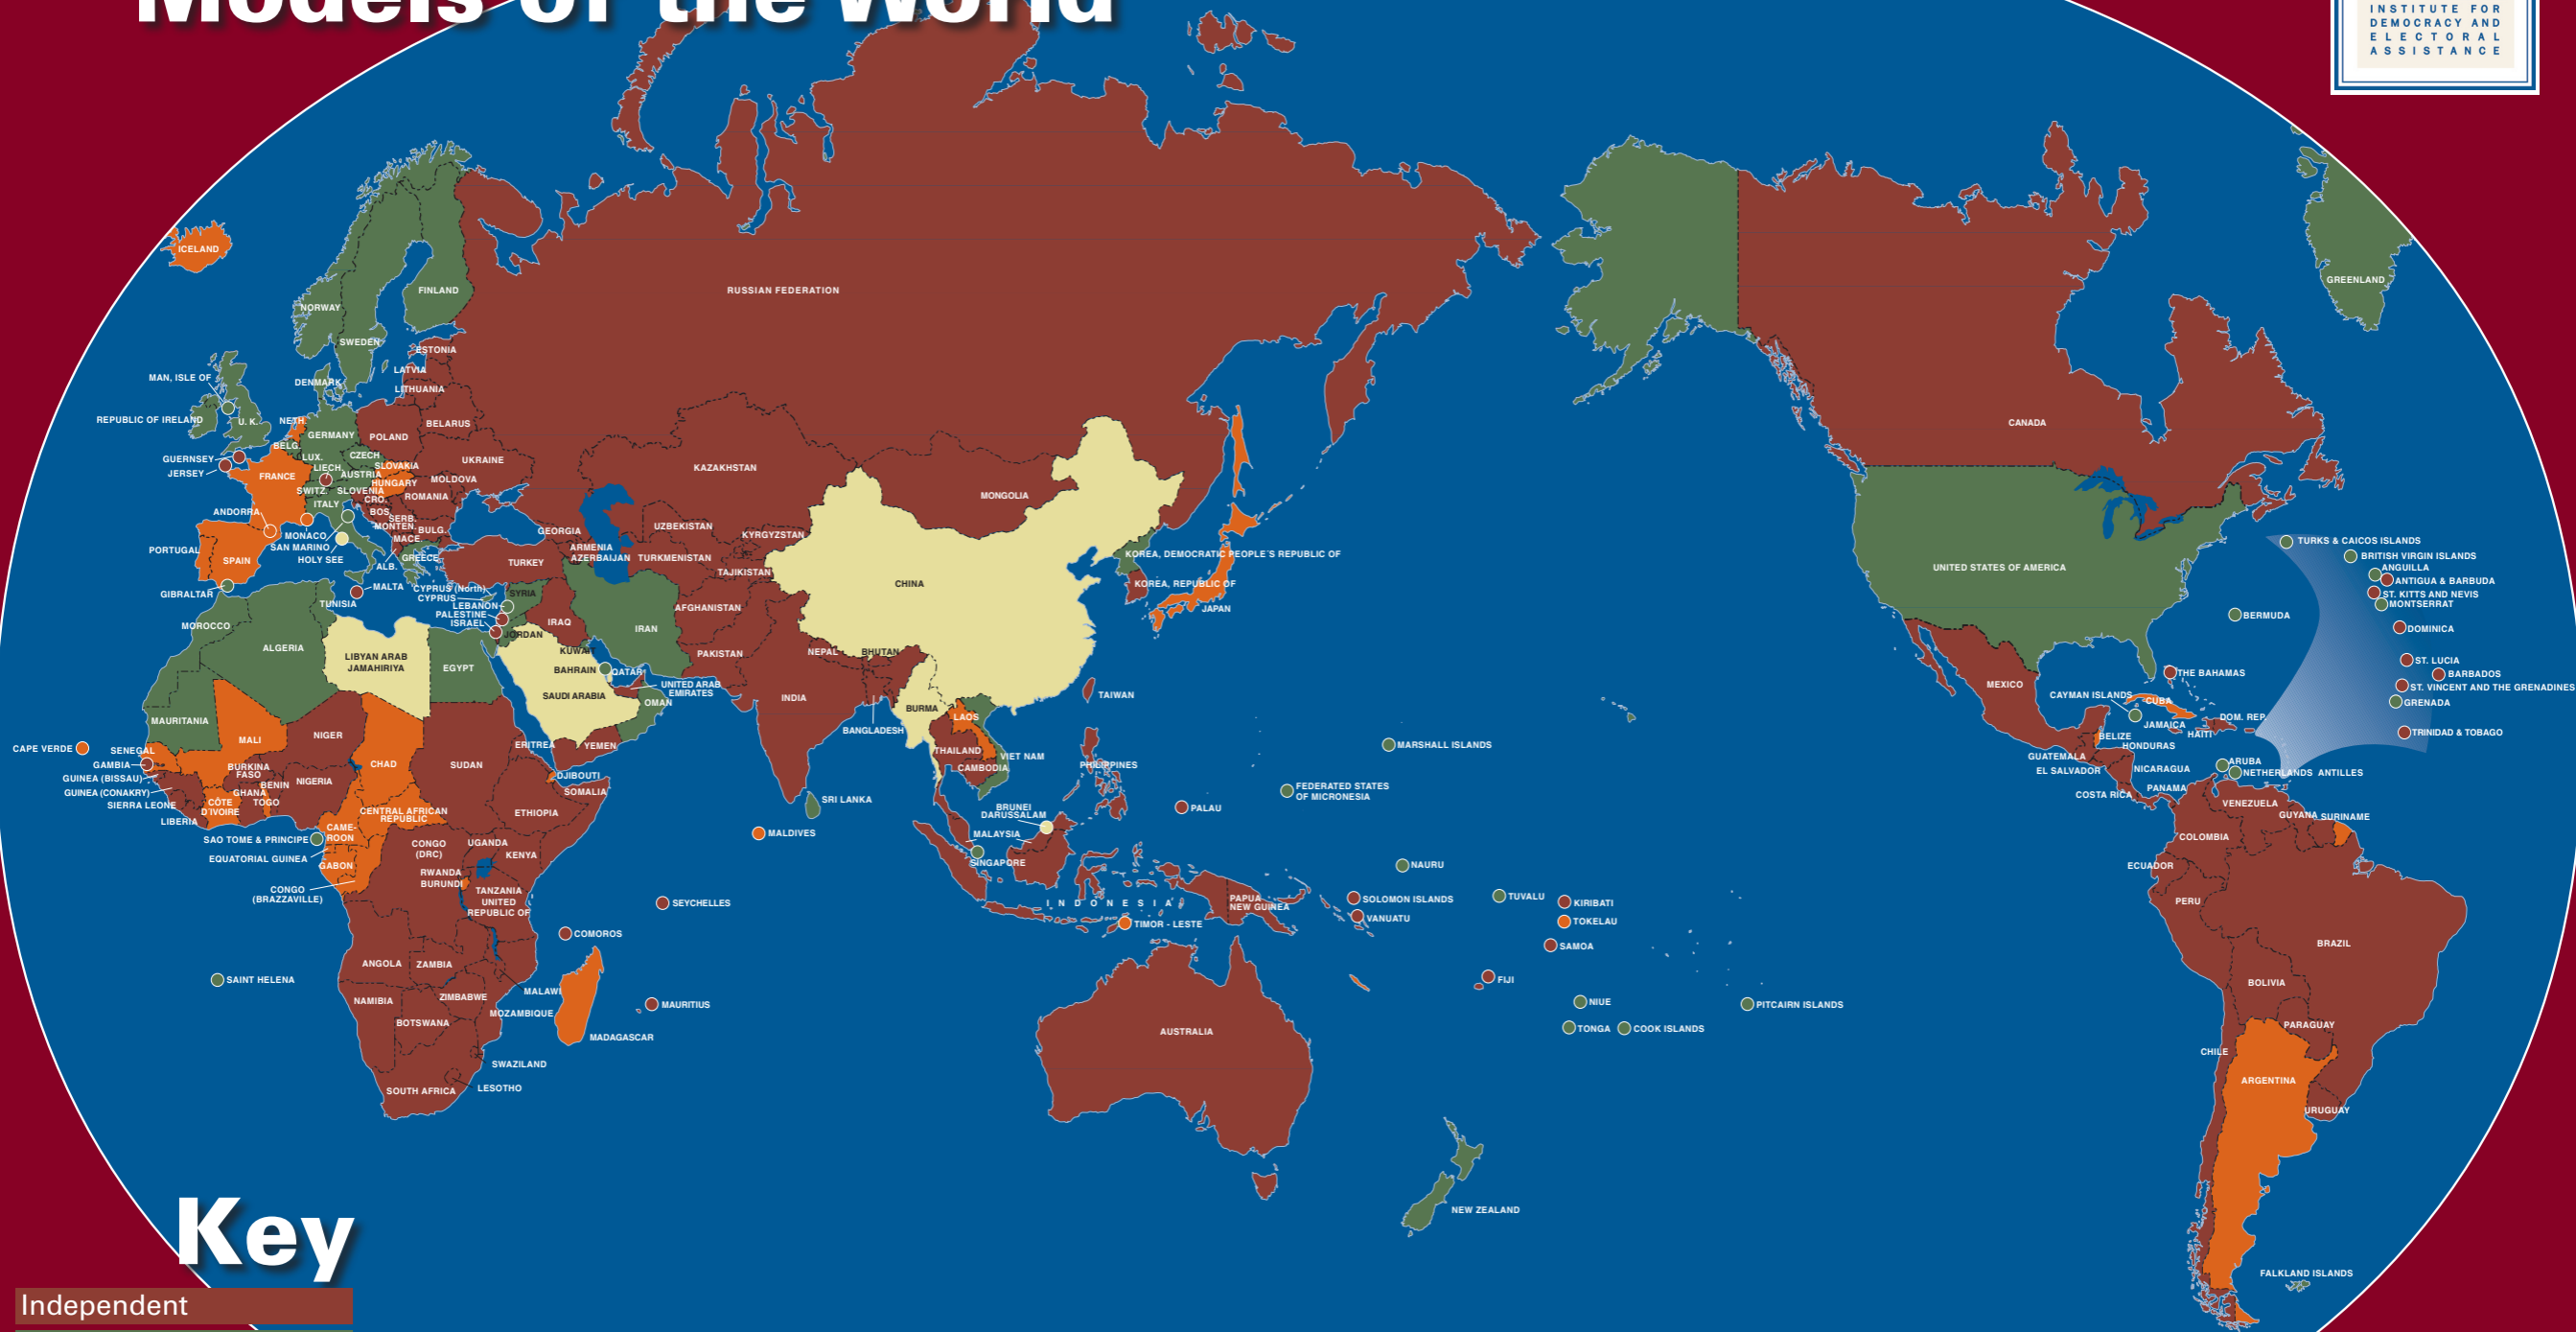 Models of the World
INSTITUTE FOR
DEMOCRACY AND
ELECTORAL
ASSISTANCE
ICELAND
GREENLAND
RUSSIAN FEDERATION
FINLAND
NORWAY
SWEDEN
ESTONIA
LATVIA
LITHUANIA
DENMARK
MAN, ISLE OF
REPUBLIC OF IRELAND
U. K.
NETH.
BELG.
GERMANY
POLAND
BELARUS
CANADA
GUERNSEY
JERSEY
LUX.
LIECH.
CZECH
SLOVAKIA
AUSTRIA
HUNGARY
UKRAINE
MOLDOVA
KAZAKHSTAN
MONGOLIA
FRANCE
SWITZ.
SLOVENIA
CRO.
ROMANIA
ITALY
BOS.
SERB.
MONTEN.
BULG.
MACE.
ANDORRA
MONACO
SAN MARINO
HOLY SEE
ALB.
GREECE
PORTUGAL
SPAIN
GIBRALTAR
MALTA
TUNISIA
GEORGIA
ARMENIA
AZERBAIJAN
TURKEY
UZBEKISTAN
TURKMENISTAN
KYRGYZSTAN
TAJIKISTAN
CHINA
KOREA, DEMOCRATIC PEOPLE´S REPUBLIC OF
KOREA, REPUBLIC OF
JAPAN
UNITED STATES OF AMERICA
TURKS & CAICOS ISLANDS
BRITISH VIRGIN ISLANDS
ANGUILLA
ANTIGUA & BARBUDA
ST. KITTS AND NEVIS
MONTSERRAT
BERMUDA
DOMINICA
ST. LUCIA
BARBADOS
ST. VINCENT AND THE GRENADINES
GRENADA
TRINIDAD & TOBAGO
CYPRUS (North)
CYPRUS
LEBANON
PALESTINE
ISRAEL
SYRIA
JORDAN
IRAQ
IRAN
AFGHANISTAN
PAKISTAN
NEPAL
BHUTAN
INDIA
BANGLADESH
BURMA
TAIWAN
MOROCCO
ALGERIA
LIBYAN ARAB
JAMAHIRIYA
EGYPT
KUWAIT
BAHRAIN
QATAR
SAUDI ARABIA
UNITED ARAB
EMIRATES
OMAN
YEMEN
MAURITANIA
CAPE VERDE
SENEGAL
GAMBIA
GUINEA (BISSAU)
GUINEA (CONAKRY)
SIERRA LEONE
LIBERIA
MALI
BURKINA
FASO
GHANA
BENIN
TOGO
CÔTE
D'IVOIRE
NIGER
NIGERIA
CHAD
SUDAN
ERITREA
DJIBOUTI
SOMALIA
ETHIOPIA
CENTRAL AFRICAN
REPUBLIC
CAME-
ROON
SAO TOME & PRINCIPE
EQUATORIAL GUINEA
GABON
CONGO
(BRAZZAVILLE)
CONGO
(DRC)
UGANDA
KENYA
RWANDA
BURUNDI
TANZANIA
UNITED
REPUBLIC OF
ANGOLA
ZAMBIA
MALAWI
NAMIBIA
ZIMBABWE
MOZAMBIQUE
BOTSWANA
SWAZILAND
LESOTHO
SOUTH AFRICA
MADAGASCAR
SAINT HELENA
SEYCHELLES
COMOROS
MAURITIUS
MALDIVES
SRI LANKA
LAOS
THAILAND
VIET NAM
CAMBODIA
PHILIPPINES
BRUNEI
DARUSSALAM
MALAYSIA
SINGAPORE
INDONESIA
TIMOR - LESTE
PAPUA
NEW GUINEA
PALAU
MARSHALL ISLANDS
FEDERATED STATES
OF MICRONESIA
NAURU
SOLOMON ISLANDS
VANUATU
TUVALU
KIRIBATI
TOKELAU
SAMOA
FIJI
NIUE
TONGA
COOK ISLANDS
PITCAIRN ISLANDS
AUSTRALIA
NEW ZEALAND
MEXICO
THE BAHAMAS
CAYMAN ISLANDS
CUBA
JAMAICA
HAITI
DOM. REP.
BELIZE
HONDURAS
GUATEMALA
EL SALVADOR
NICARAGUA
COSTA RICA
PANAMA
ARUBA
NETHERLANDS ANTILLES
VENEZUELA
GUYANA
SURINAME
COLOMBIA
ECUADOR
PERU
BRAZIL
BOLIVIA
PARAGUAY
CHILE
ARGENTINA
URUGUAY
FALKLAND ISLANDS
Key
Independent